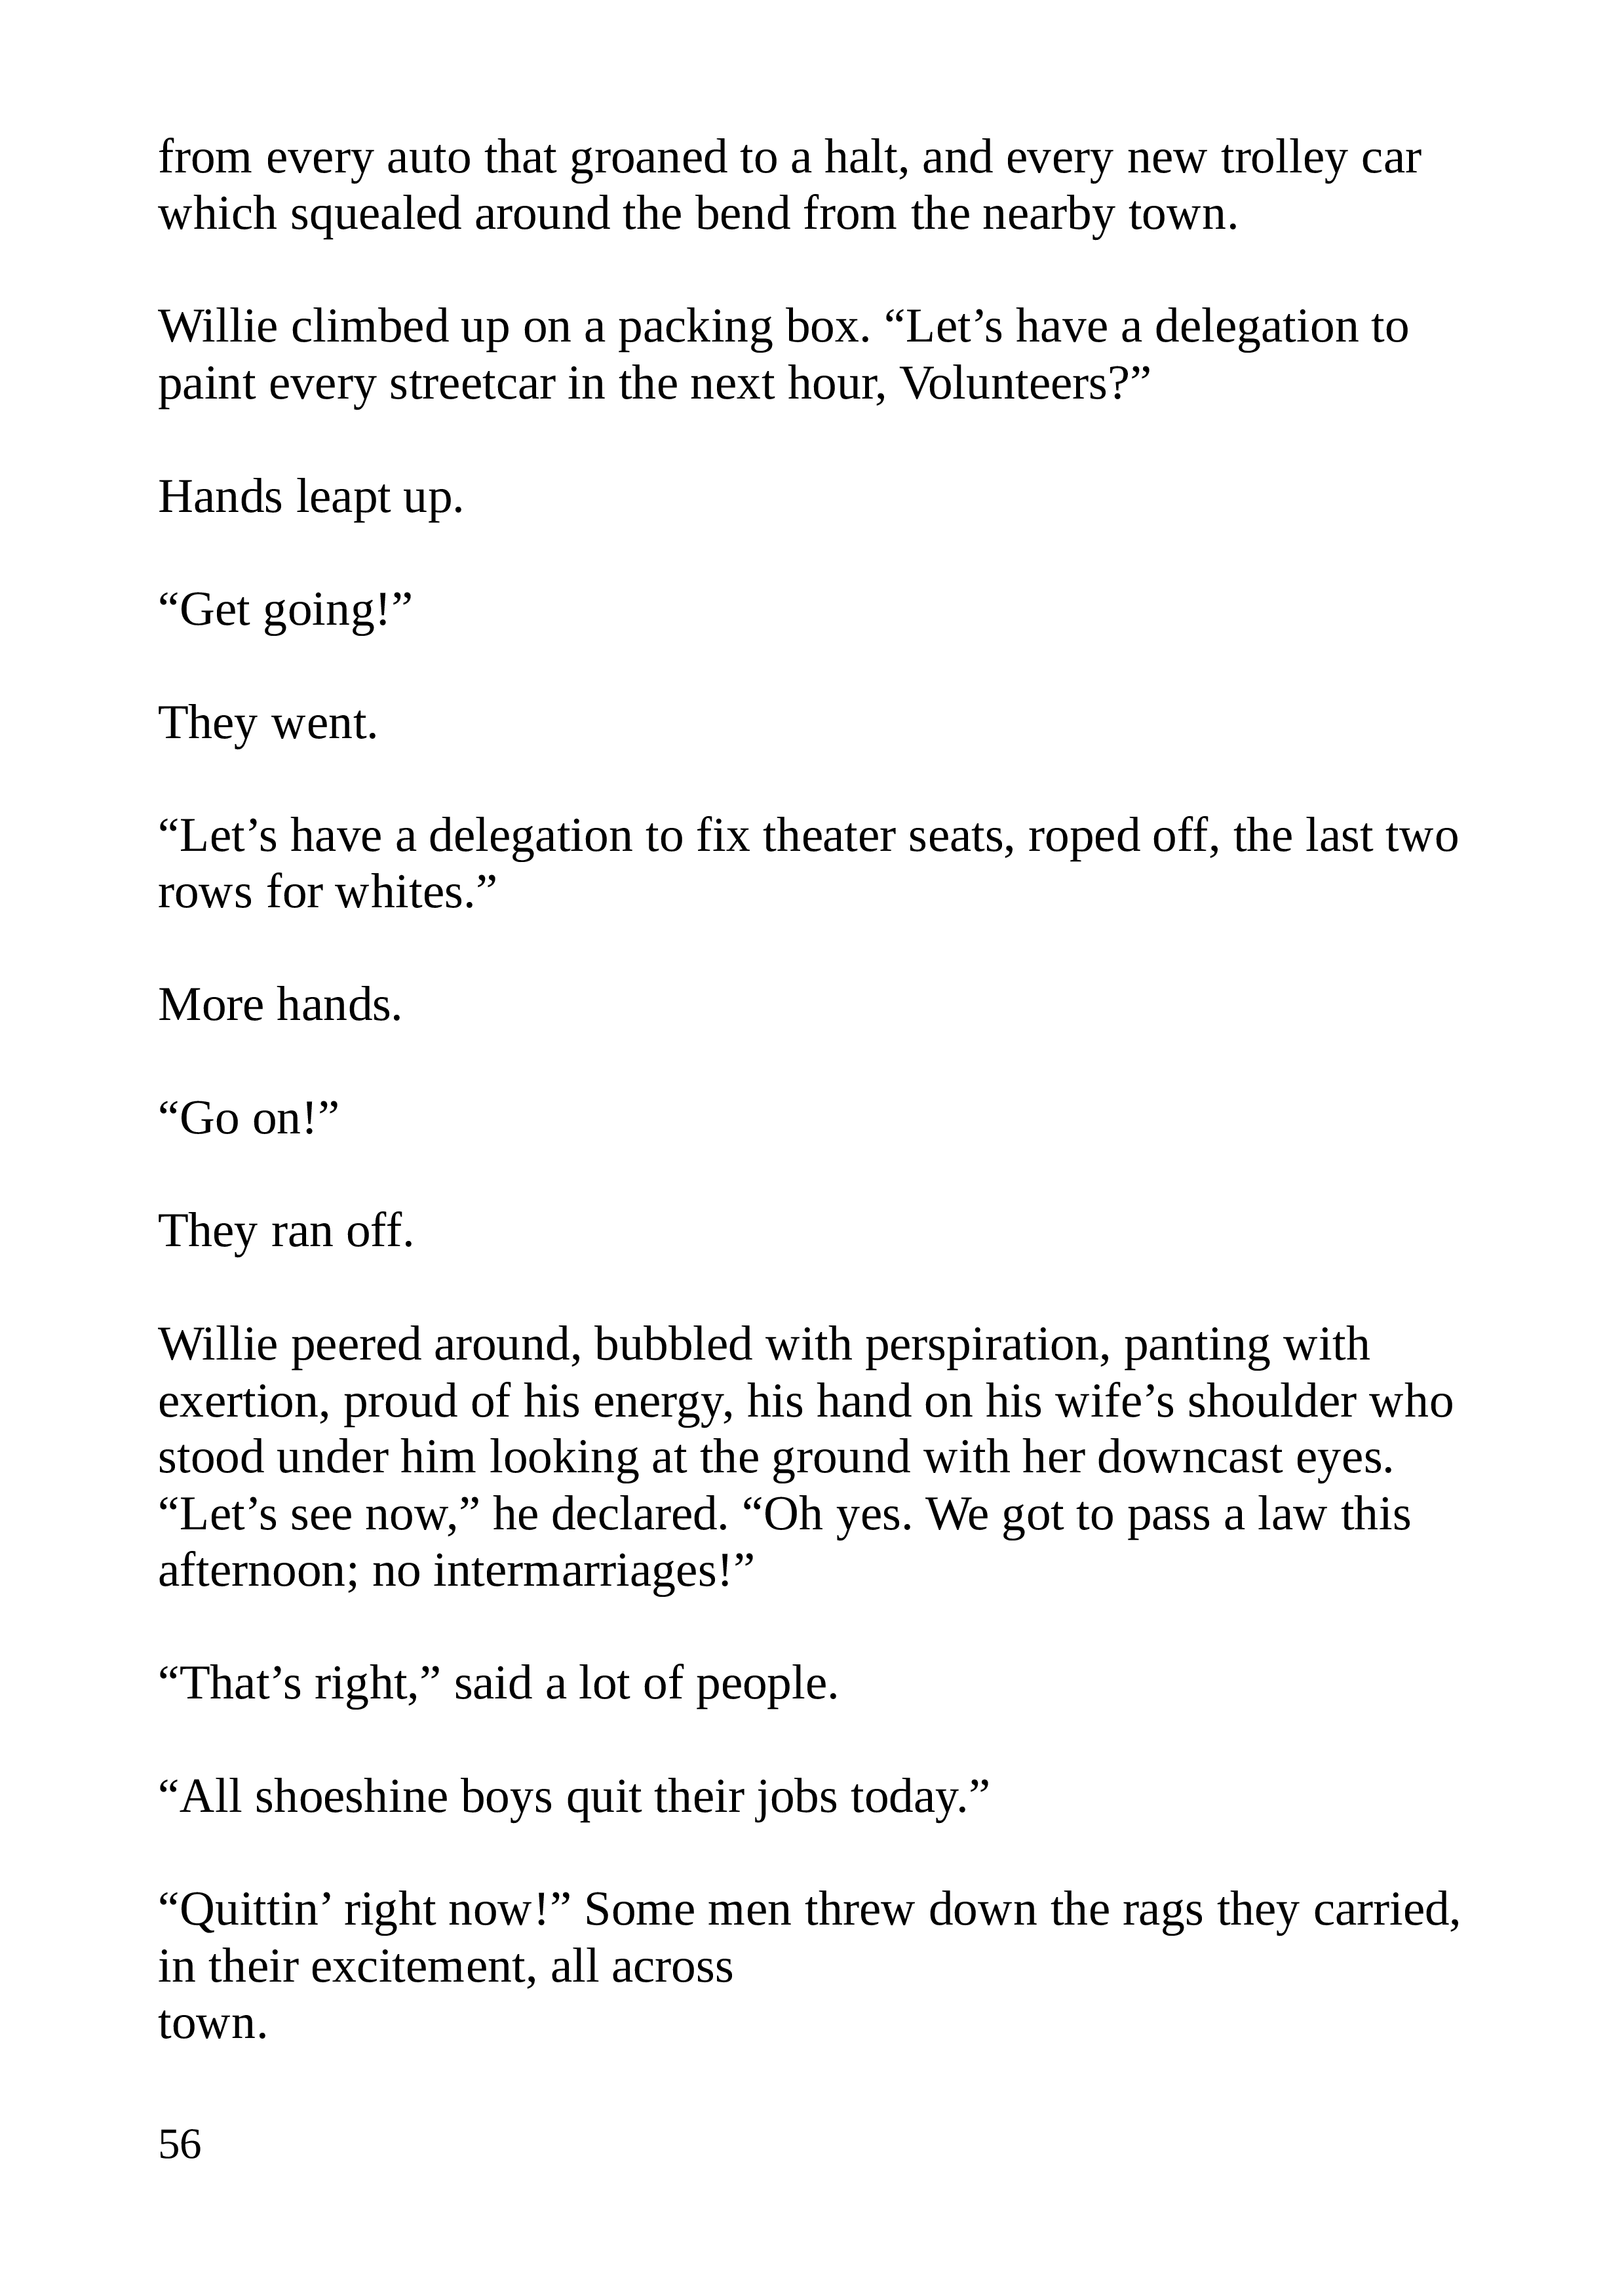 from every auto that groaned to a halt, and every new trolley car
which squealed around the bend from the nearby town.
Willie climbed up on a packing box. “Let’s have a delegation to
paint every streetcar in the next hour, Volunteers?”
Hands leapt up.
“Get going!”
They went.
“Let’s have a delegation to fix theater seats, roped off, the last two
rows for whites.”
More hands.
“Go on!”
They ran off.
Willie peered around, bubbled with perspiration, panting with
exertion, proud of his energy, his hand on his wife’s shoulder who
stood under him looking at the ground with her downcast eyes.
“Let’s see now,” he declared. “Oh yes. We got to pass a law this
afternoon; no intermarriages!”
“That’s right,” said a lot of people.
“All shoeshine boys quit their jobs today.”
“Quittin’ right now!” Some men threw down the rags they carried,
in their excitement, all across
town.
56